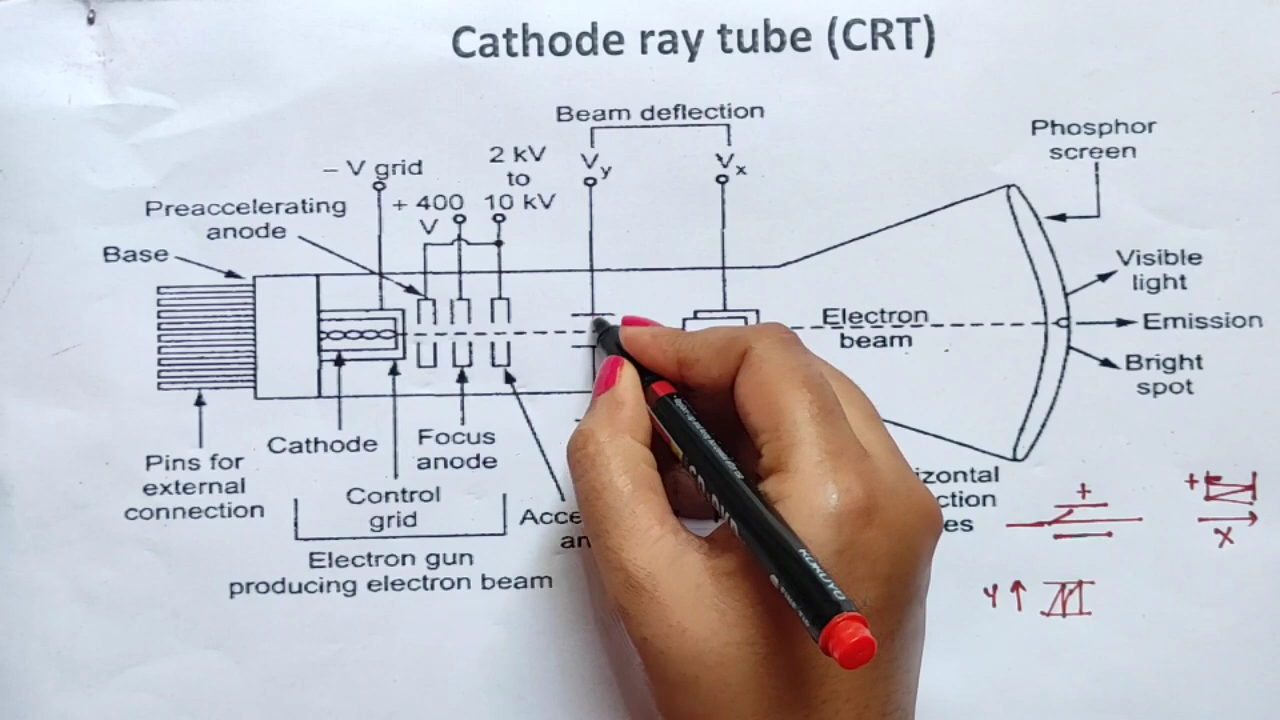 Cathode ray tube (CRT)
Beam deflection
Phosphor
screen
2 kV
to
10 kV
– V grid
+ 400
V
Vy
Vx
Preaccelerating
anode
Base
Visible
light
Electron
beam
Emission
Bright
spot
Cathode
Focus
anode
Pins for
external
connection
Control
grid
Electron gun
producing electron beam
+
+
X
Y
KOKUYO